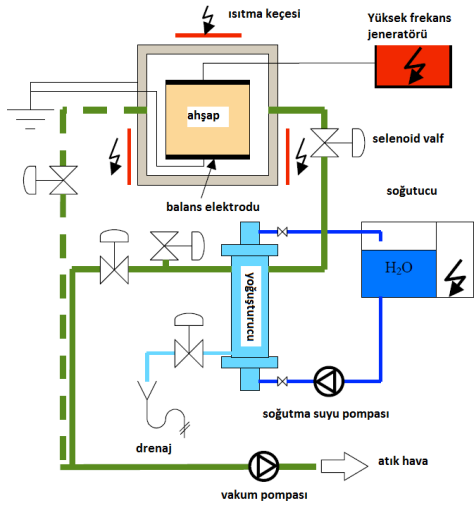 ısıtma keçesi
Yüksek frekans
jeneratörü
ahşap
selenoid valf
balans elektrodu
soğutucu
H₂O
yoğuşturucu
soğutma suyu pompası
drenaj
atık hava
vakum pompası